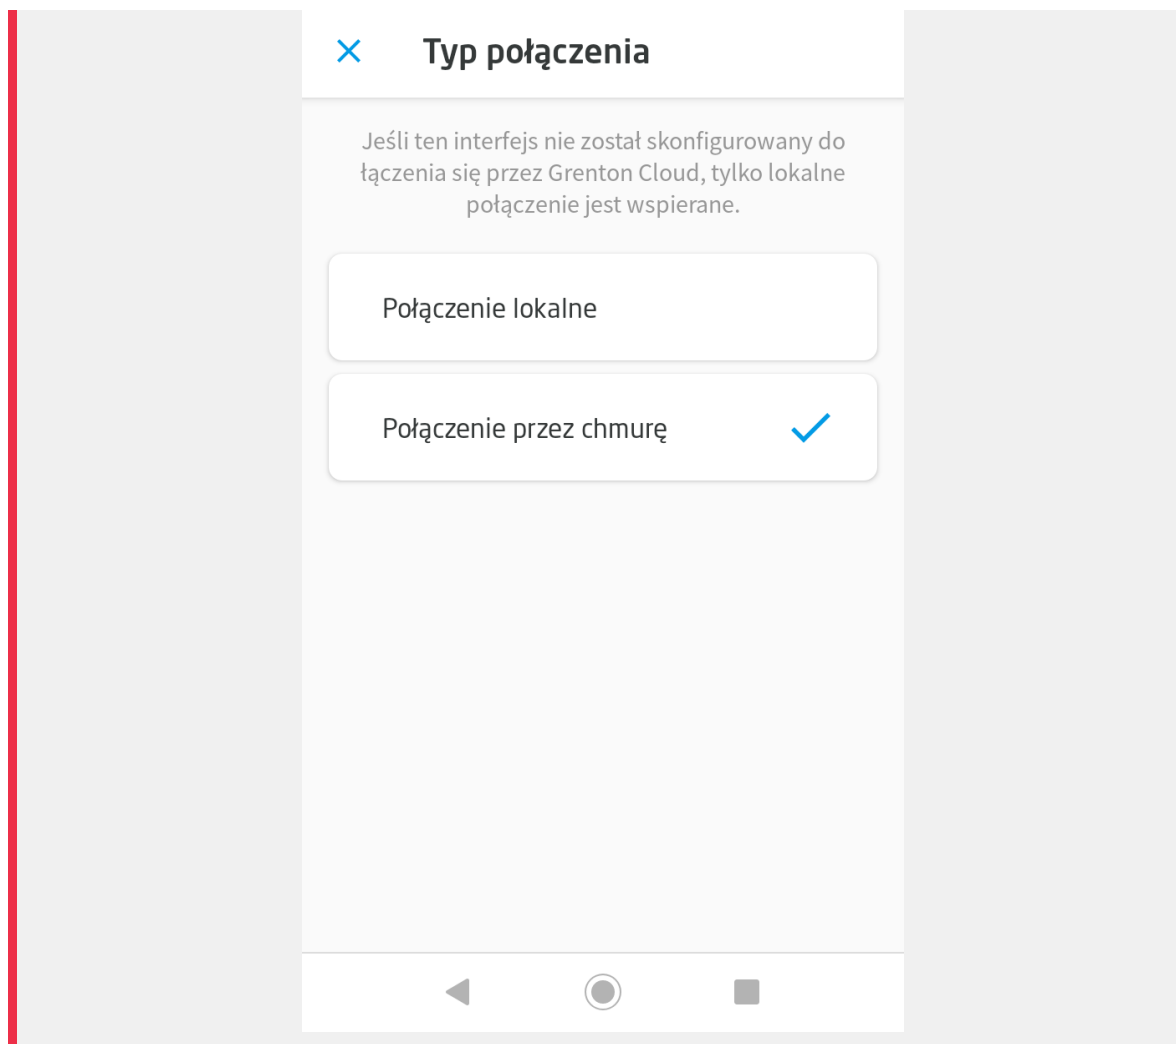 Typ połączenia
Jeśli ten interfejs nie został skonfigurowany do
łączenia się przez Grenton Cloud, tylko lokalne
połączenie jest wspierane.
Połączenie lokalne
Połączenie przez chmurę